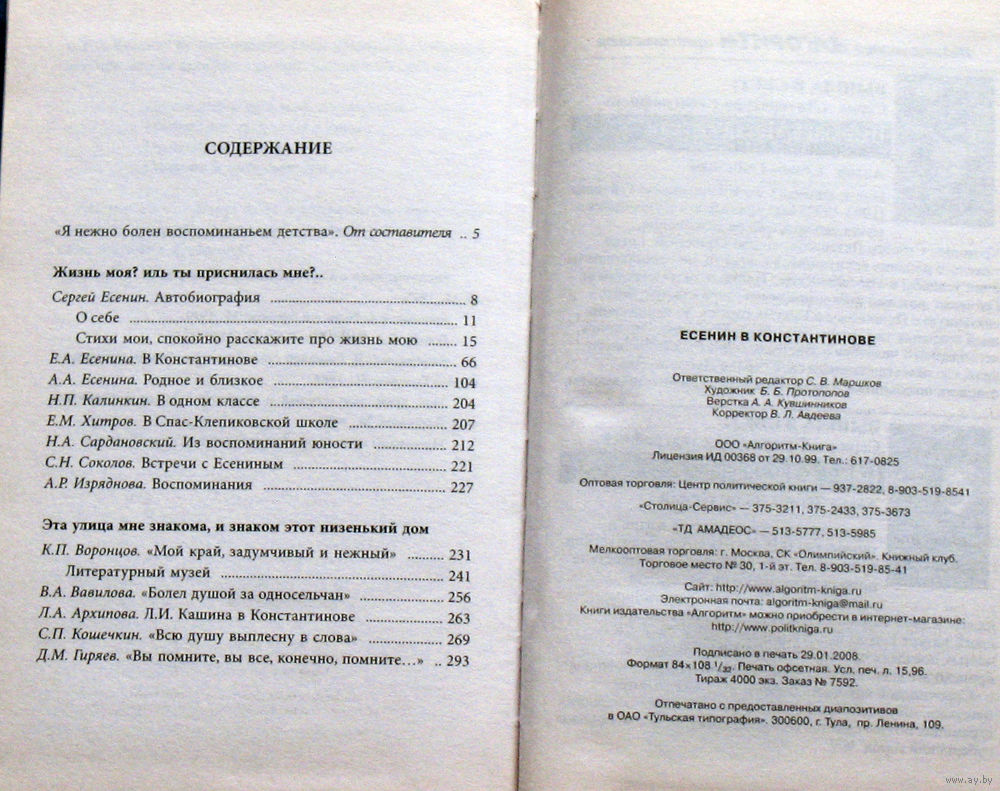 СОДЕРЖАНИЕ
«Я нежно болен воспоминаньем детства». От составителя .. 5
Жизнь моя? иль ты приснилась мне?..
Сергей Есенин. Автобиография ........ 8
О себе ........ 11
Стихи мои, спокойно расскажите про жизнь мою ........ 15
Е.А. Есенина. В Константинове ........ 66
А.А. Есенина. Родное и близкое ........ 104
Н.П. Калинкин. В одном классе ........ 204
Е.М. Хитров. В Спас-Клепиковской школе ........ 207
Н.А. Сардановский. Из воспоминаний юности ........ 212
С.Н. Соколов. Встречи с Есениным ........ 221
А.Р. Изряднова. Воспоминания ........ 227
Эта улица мне знакома, и знаком этот низенький дом
К.П. Воронцов. «Мой край, задумчивый и нежный» ........ 231
Литературный музей ........ 241
В.А. Вавилова. «Болел душой за односельчан» ........ 256
Л.А. Архипова. Л.И. Кашина в Константинове ........ 263
С.П. Кошечкин. «Всю душу выплесну в слова» ........ 269
Д.М. Гиряев. «Вы помните, вы все, конечно, помните...» .. 293
ЕСЕНИН В КОНСТАНТИНОВЕ
Ответственный редактор С. В. Маршков
Художник Б. Б. Протопопов
Верстка А. А. Кувшинников
Корректор В. Л. Авдеева
ООО «Алгоритм-Книга»
Лицензия ИД 00368 от 29.10.99. Тел.: 617-0825
Оптовая торговля: Центр политической книги — 937-2822, 8-903-519-8541
«Столица-Сервис» — 375-3211, 375-2433, 375-3673
«ТД АМАДЕОС» — 513-5777, 513-5985
Мелкооптовая торговля: г. Москва, СК «Олимпийский». Книжный клуб.
Торговое место № 30, 1-й эт. Тел. 8-903-519-85-41
Сайт: http://www.algoritm-kniga.ru
Электронная почта: algoritm-kniga@mail.ru
Книги издательства «Алгоритм» можно приобрести в интернет-магазине:
http://www.politkniga.ru
Подписано в печать 29.01.2008.
Формат 84×108 1/32. Печать офсетная. Усл. печ. л. 15,96.
Тираж 4000 экз. Заказ № 7592.
Отпечатано с предоставленных диапозитивов
в ОАО «Тульская типография». 300600, г. Тула, пр. Ленина, 109.
www.ay.by